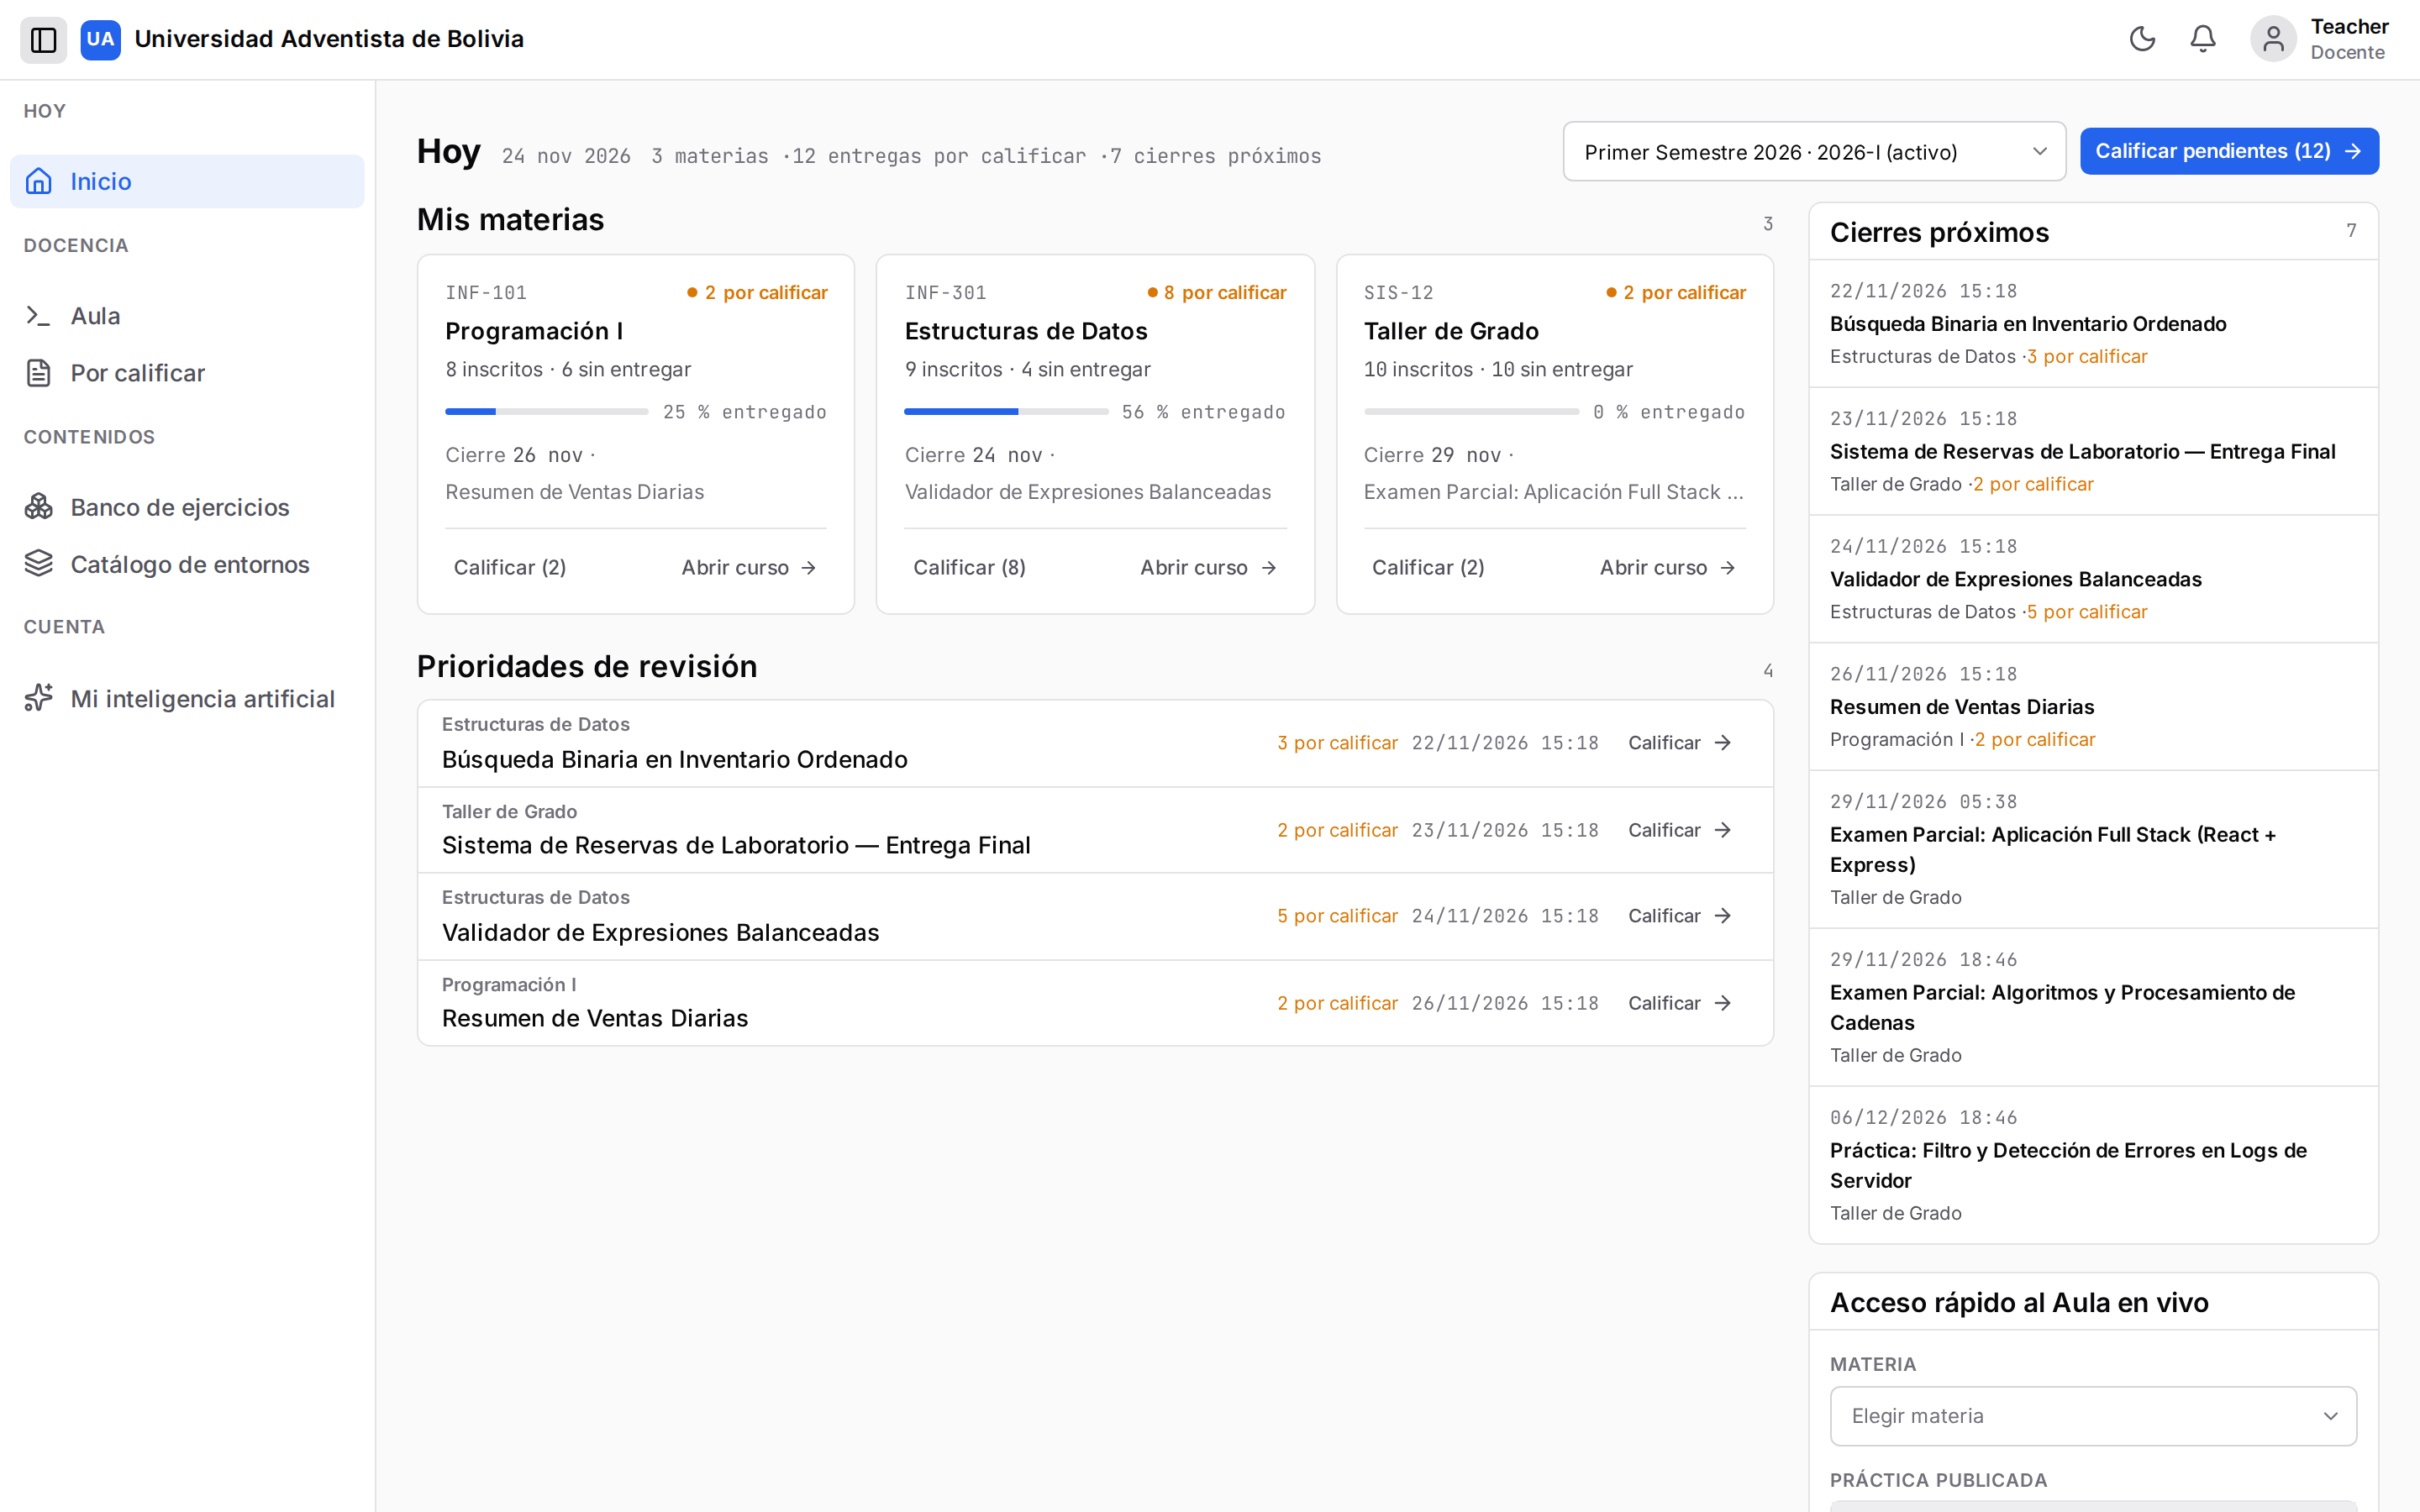 UA Universidad Adventista de Bolivia
Teacher
Docente
HOY
Inicio
DOCENCIA
Aula
Por calificar
CONTENIDOS
Banco de ejercicios
Catálogo de entornos
CUENTA
Mi inteligencia artificial
Hoy 24 nov 2026 3 materias ·12 entregas por calificar ·7 cierres próximos
Primer Semestre 2026 · 2026-I (activo)
Calificar pendientes (12)
Mis materias 3
INF-101 2 por calificar
Programación I
8 inscritos · 6 sin entregar
25 % entregado
Cierre 26 nov ·
Resumen de Ventas Diarias
Calificar (2) Abrir curso
INF-301 8 por calificar
Estructuras de Datos
9 inscritos · 4 sin entregar
56 % entregado
Cierre 24 nov ·
Validador de Expresiones Balanceadas
Calificar (8) Abrir curso
SIS-12 2 por calificar
Taller de Grado
10 inscritos · 10 sin entregar
0 % entregado
Cierre 29 nov ·
Examen Parcial: Aplicación Full Stack ...
Calificar (2) Abrir curso
Prioridades de revisión 4
Estructuras de Datos
Búsqueda Binaria en Inventario Ordenado
3 por calificar 22/11/2026 15:18 Calificar
Taller de Grado
Sistema de Reservas de Laboratorio — Entrega Final
2 por calificar 23/11/2026 15:18 Calificar
Estructuras de Datos
Validador de Expresiones Balanceadas
5 por calificar 24/11/2026 15:18 Calificar
Programación I
Resumen de Ventas Diarias
2 por calificar 26/11/2026 15:18 Calificar
Cierres próximos 7
22/11/2026 15:18
Búsqueda Binaria en Inventario Ordenado
Estructuras de Datos ·3 por calificar
23/11/2026 15:18
Sistema de Reservas de Laboratorio — Entrega Final
Taller de Grado ·2 por calificar
24/11/2026 15:18
Validador de Expresiones Balanceadas
Estructuras de Datos ·5 por calificar
26/11/2026 15:18
Resumen de Ventas Diarias
Programación I ·2 por calificar
29/11/2026 05:38
Examen Parcial: Aplicación Full Stack (React +
Express)
Taller de Grado
29/11/2026 18:46
Examen Parcial: Algoritmos y Procesamiento de
Cadenas
Taller de Grado
06/12/2026 18:46
Práctica: Filtro y Detección de Errores en Logs de
Servidor
Taller de Grado
Acceso rápido al Aula en vivo
MATERIA
Elegir materia
PRÁCTICA PUBLICADA